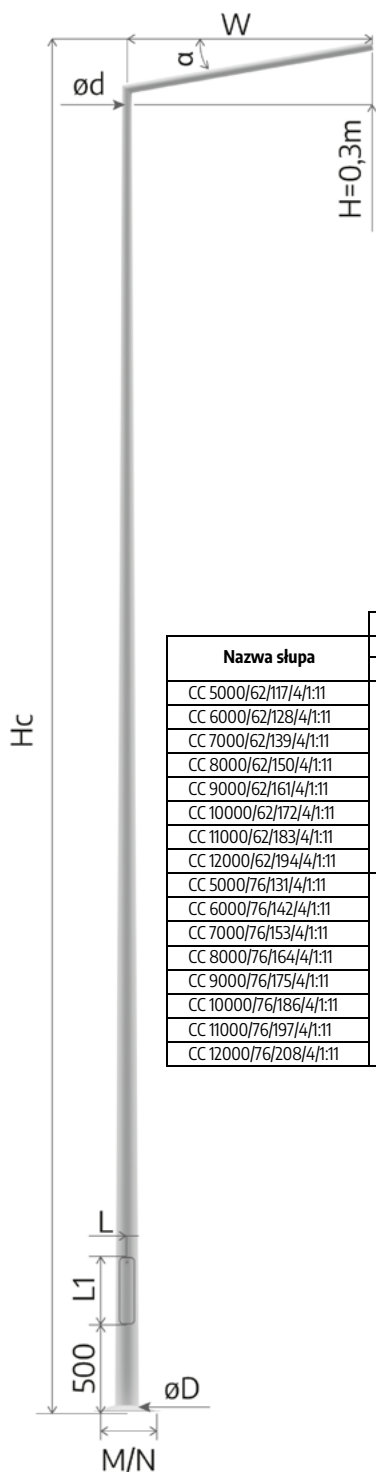 W
α
ød
H=0,3m
Hc
Nazwa słupa
CC 5000/62/117/4/1:11
CC 6000/62/128/4/1:11
CC 7000/62/139/4/1:11
CC 8000/62/150/4/1:11
CC 9000/62/161/4/1:11
CC 10000/62/172/4/1:11
CC 11000/62/183/4/1:11
CC 12000/62/194/4/1:11
CC 5000/76/131/4/1:11
CC 6000/76/142/4/1:11
CC 7000/76/153/4/1:11
CC 8000/76/164/4/1:11
CC 9000/76/175/4/1:11
CC 10000/76/186/4/1:11
CC 11000/76/197/4/1:11
CC 12000/76/208/4/1:11
L
L1
500
øD
M/N